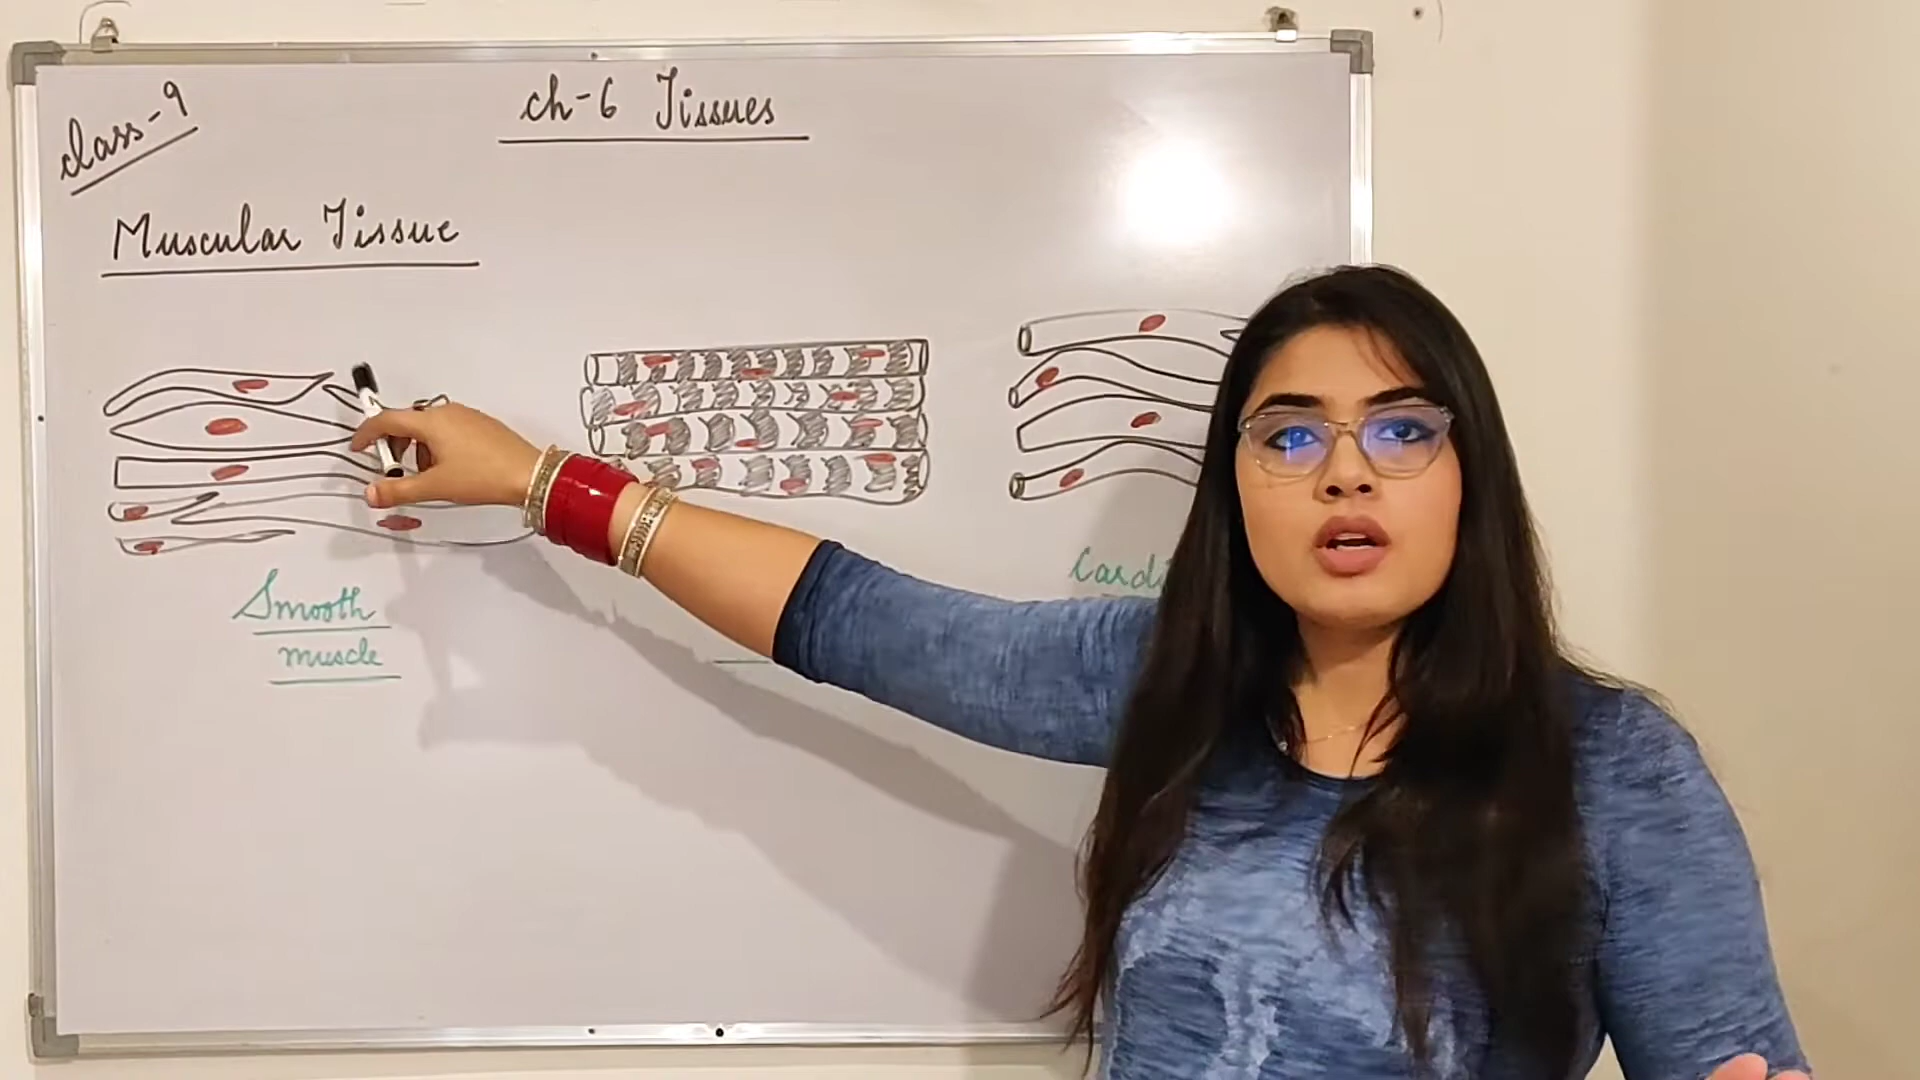 class-9
ch-6 Tissues
Muscular Tissue
Smooth
muscle